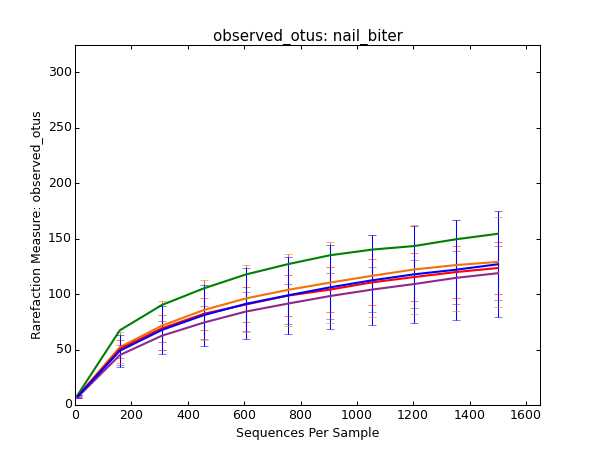 observed_otus: nail_biter
Rarefaction Measure: observed_otus
300
250
200
150
100
50
0
0 200 400 600 800 1000 1200 1400 1600
Sequences Per Sample